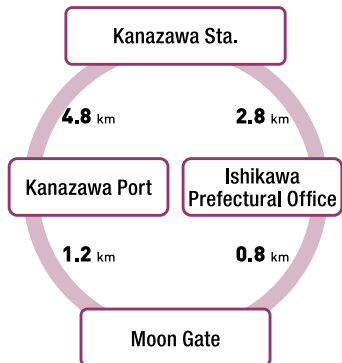 Kanazawa Sta.
4.8 km
2.8 km
Kanazawa Port
Ishikawa
Prefectural Office
1.2 km
0.8 km
Moon Gate